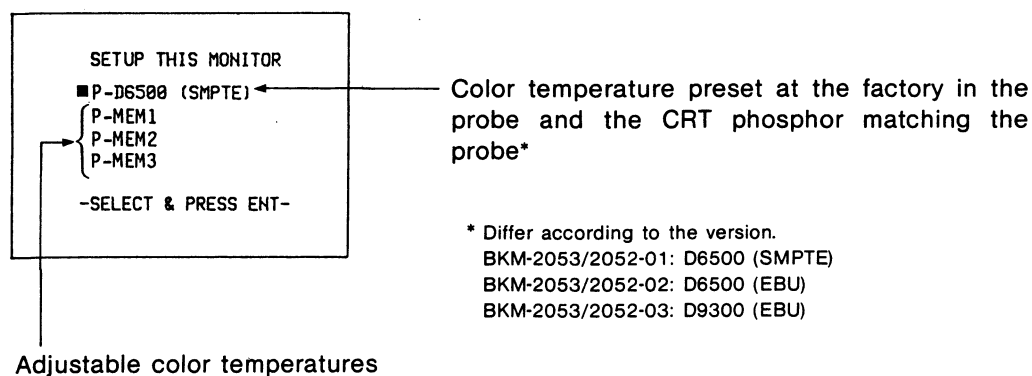 SETUP THIS MONITOR
■P-D6500 (SMPTE)
P-MEM1
P-MEM2
P-MEM3
-SELECT & PRESS ENT-
Color temperature preset at the factory in the
probe and the CRT phosphor matching the
probe*
* Differ according to the version.
BKM-2053/2052-01: D6500 (SMPTE)
BKM-2053/2052-02: D6500 (EBU)
BKM-2053/2052-03: D9300 (EBU)
Adjustable color temperatures